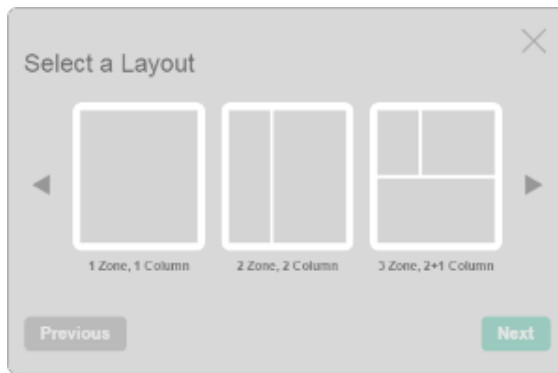 Select a Layout
1 Zone, 1 Column
2 Zone, 2 Column
3 Zone, 2+1 Column
Previous
Next